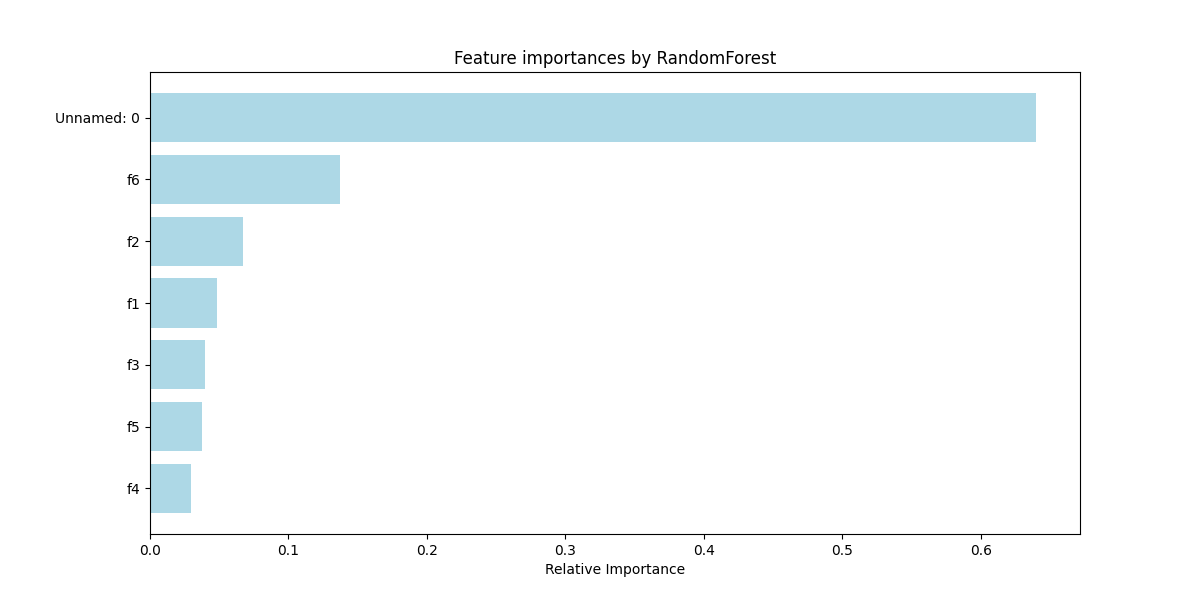 Feature importances by RandomForest
Unnamed: 0
f6
f2
f1
f3
f5
f4
0.0 0.1 0.2 0.3 0.4 0.5 0.6
Relative Importance